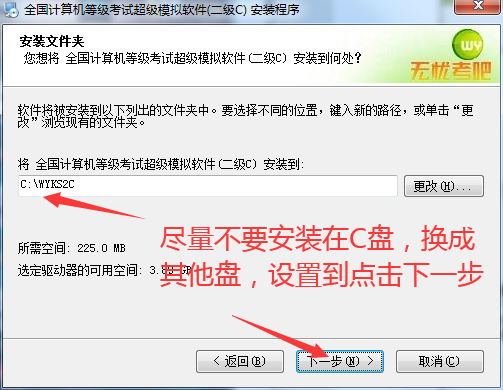 全国计算机等级考试超级模拟软件(二级C) 安装程序
安装文件夹
您想将 全国计算机等级考试超级模拟软件(二级C) 安装到何处?
WY
无忧考吧
软件将被安装到以下列出的文件夹中。要选择不同的位置，键入新的路径，或单击“更
改”浏览现有的文件夹。
将 全国计算机等级考试超级模拟软件(二级C) 安装到:
C:\WYKS2C
更改(H)...
所需空间: 225.0 MB
选定驱动器的可用空间: 3.89 GB
尽量不要安装在C盘，换成
其他盘，设置到点击下一步
< 返回(B)
下一步(N) >
取消(C)